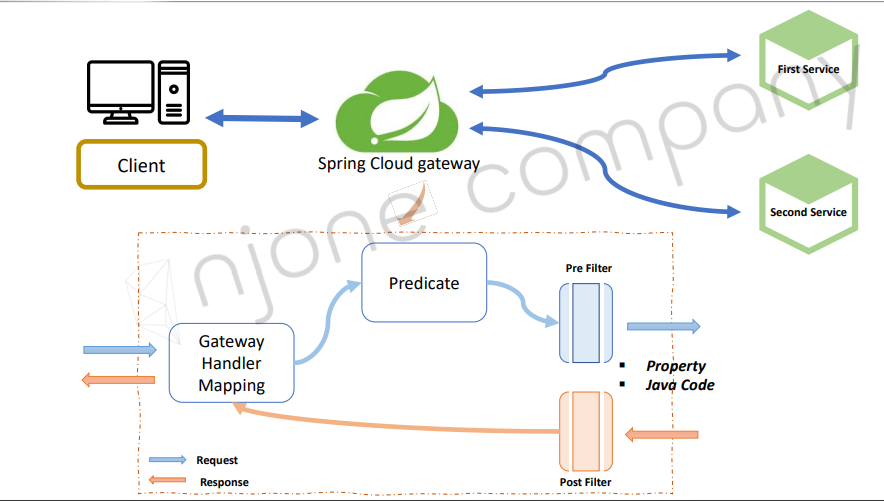 First Service
Client
Spring Cloud gateway
Second Service
njone company
Pre Filter
Predicate
Gateway
Handler
Mapping
Property
Java Code
Request
Response
Post Filter